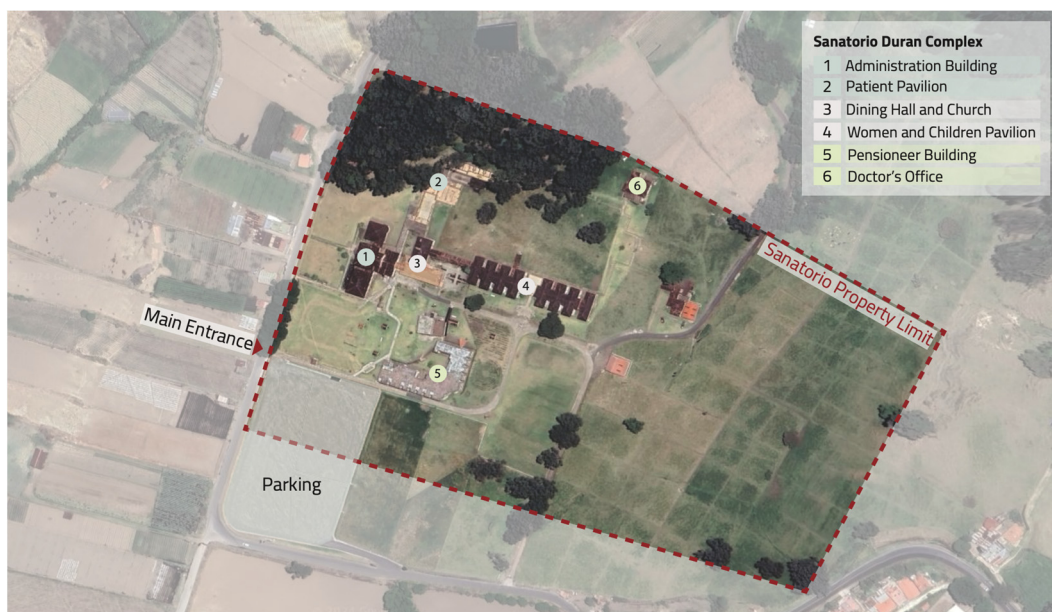 Sanatorio Duran Complex
1 Administration Building
2 Patient Pavilion
3 Dining Hall and Church
4 Women and Children Pavilion
5 Pensioneer Building
6 Doctor's Office
2
6
1
3
4
Sanatorio Property Limit
Main Entrance
5
Parking